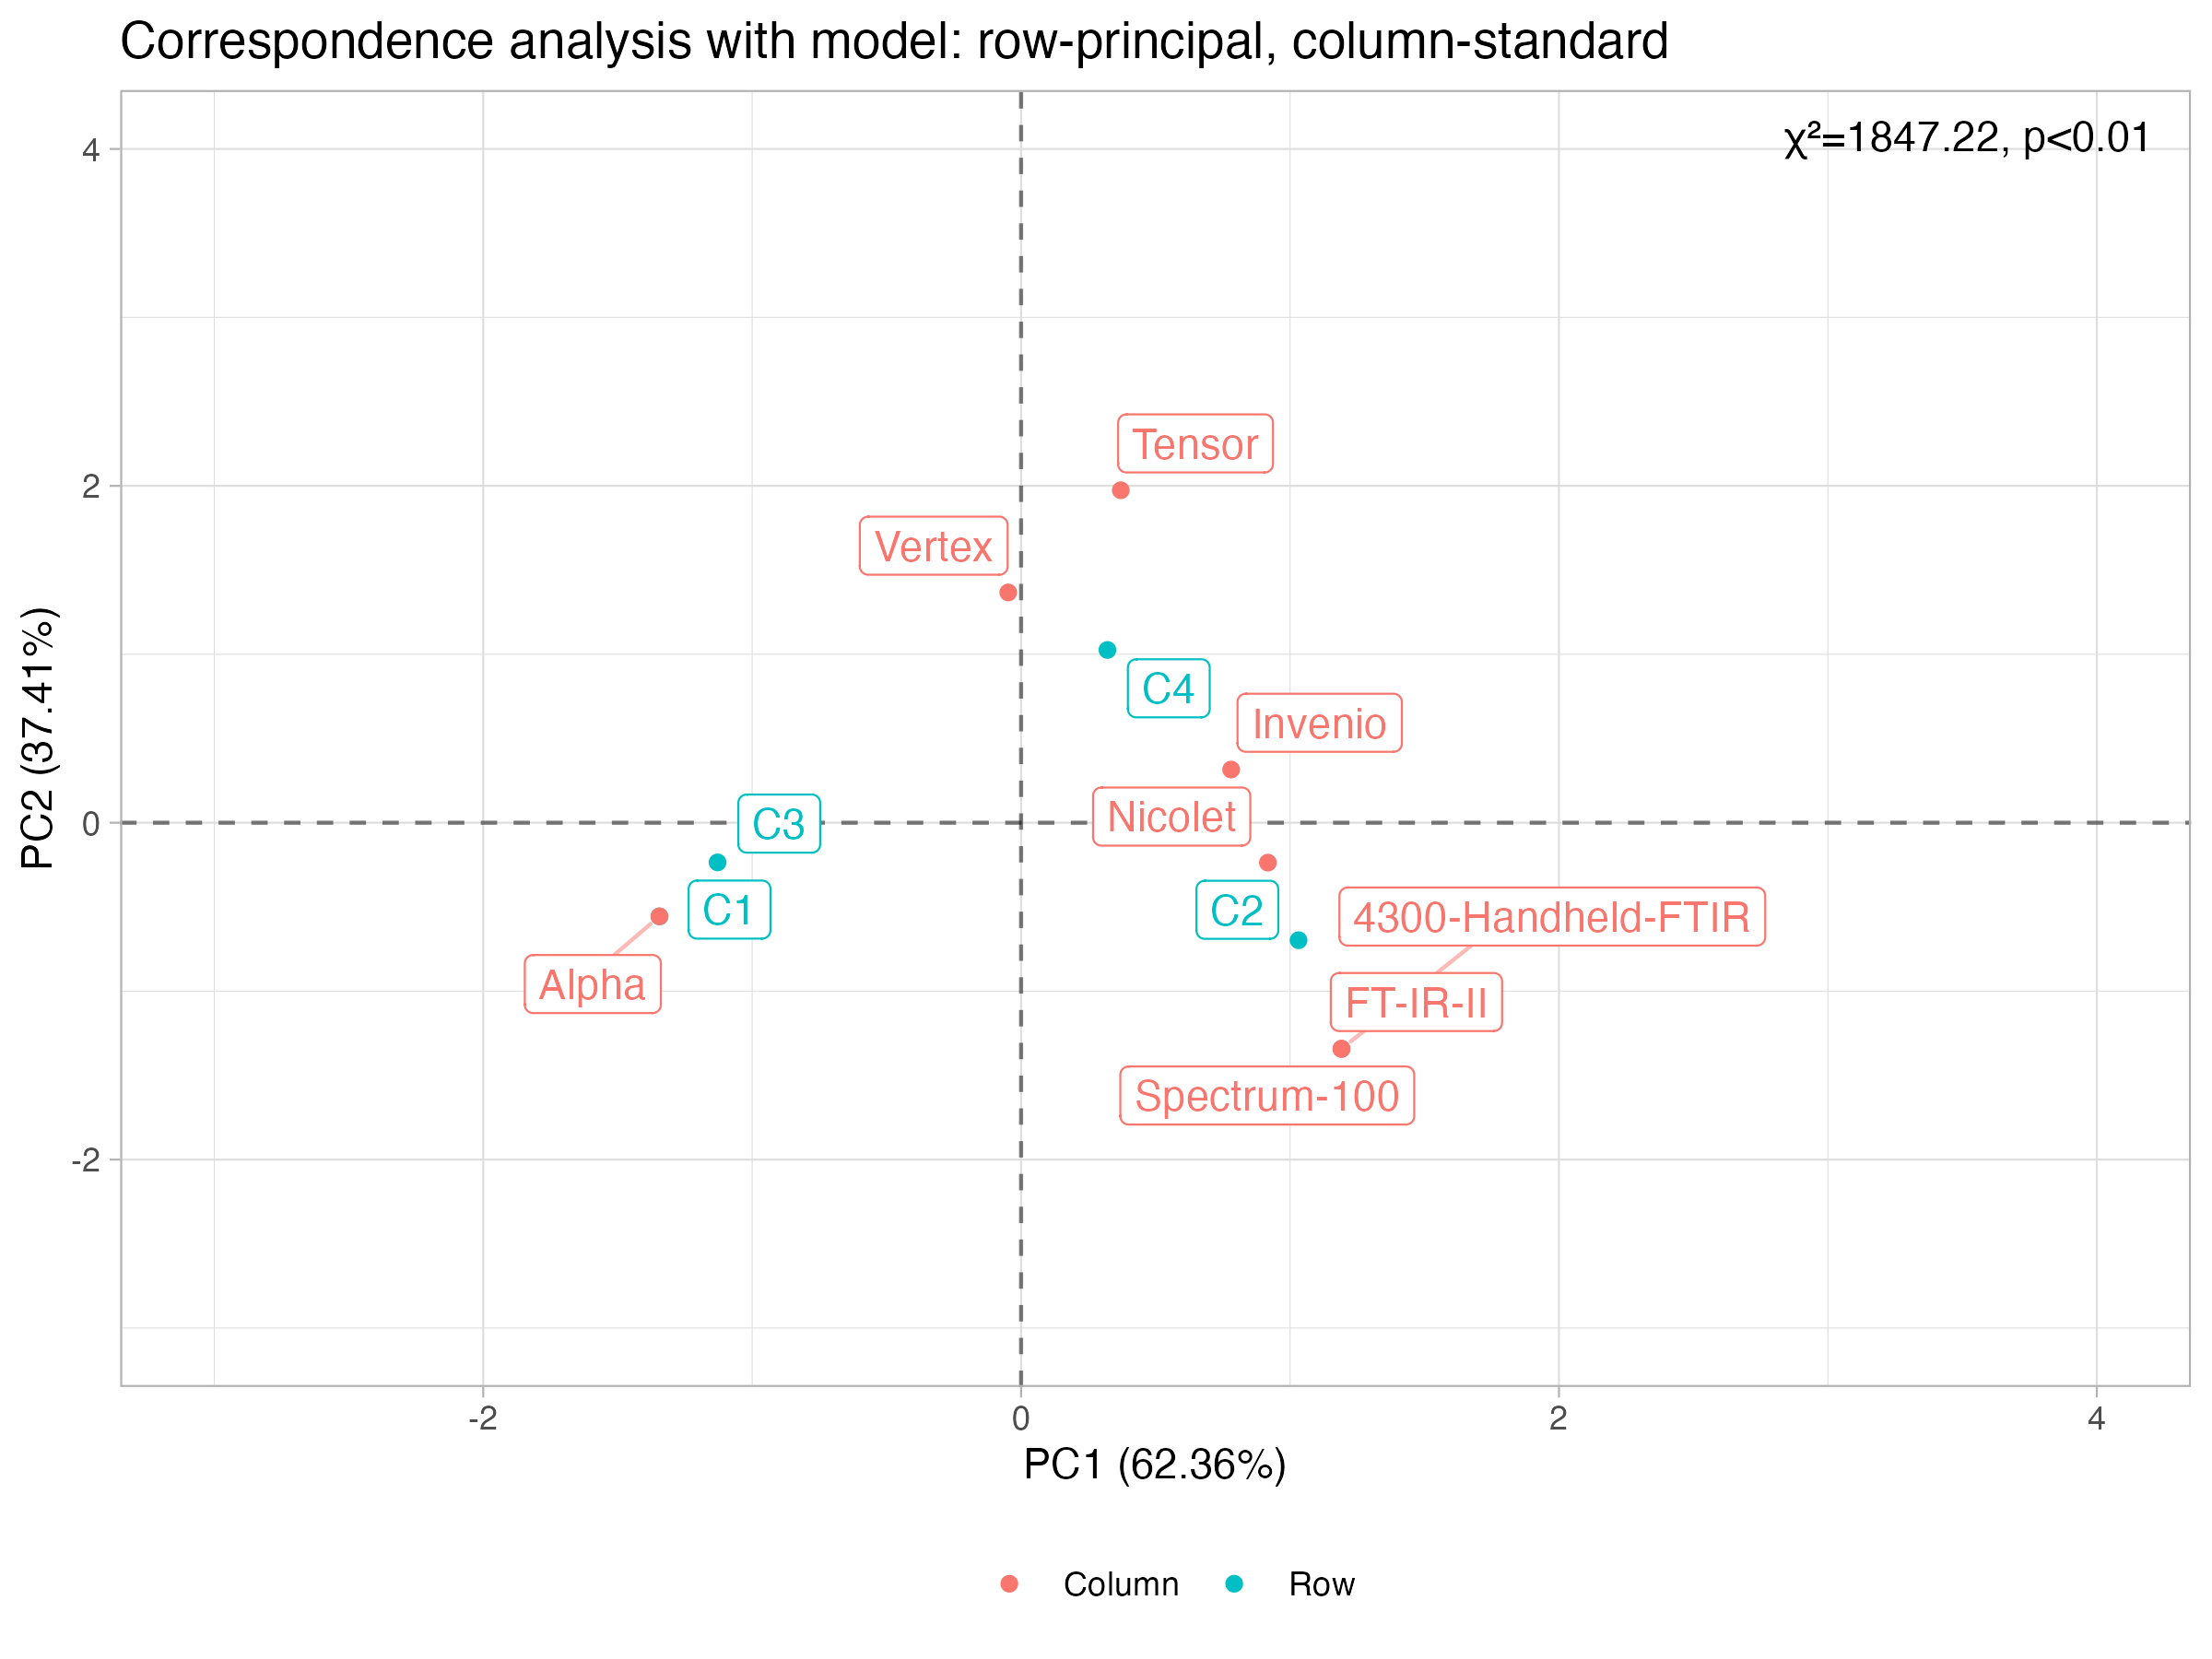 Correspondence analysis with model: row-principal, column-standard
χ²=1847.22, p<0.01
4
2
0
-2
PC2 (37.41%)
Tensor
Vertex
C4
Invenio
Nicolet
C3
C1
C2
4300-Handheld-FTIR
Alpha
FT-IR-II
Spectrum-100
-2
0
2
4
PC1 (62.36%)
Column
Row